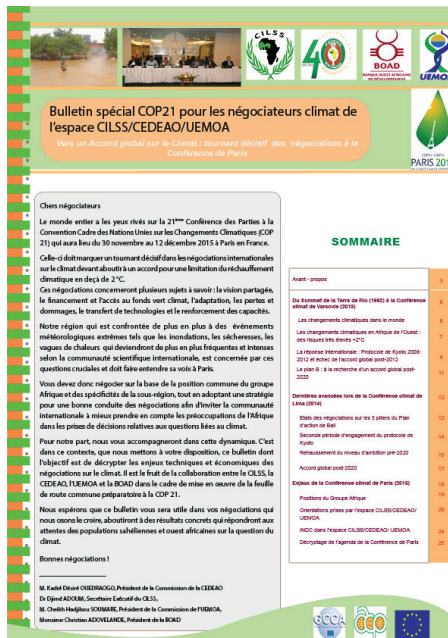 CILSS
40
BOAD
BANQUE OUEST AFRICAINE
DE DÉVELOPPEMENT
UEMOA
Bulletin spécial COP21 pour les négociateurs climat de
l'espace CILSS/CEDEAO/UEMOA
Vers un Accord global sur le Climat : tournant décisif des négociations à la
Conférence de Paris
PARIS 201
Chers négociateurs
Le monde entier a les yeux rivés sur la 21ème Conférence des Parties à la
Convention Cadre des Nations Unies sur les Changements Climatiques (COP
21) qui aura lieu du 30 novembre au 12 décembre 2015 à Paris en France.
Celle-ci doit marquer un tournant décisif dans les négociations internationales
sur le climat devant aboutir à un accord pour une limitation du réchauffement
climatique en deçà de 2 °C.
Ces négociations concerneront plusieurs sujets à savoir : la vision partagée,
le financement et l'accès au fonds vert climat, l'adaptation, les pertes et
dommages, le transfert de technologies et le renforcement des capacités.
Notre région qui est confrontée de plus en plus à des événements
météorologiques extrêmes tels que les inondations, les sécheresses, les
vagues de chaleurs qui deviendront de plus en plus fréquentes et intenses
selon la communauté scientifique internationale, est concernée par ces
questions cruciales et doit faire entendre sa voix à Paris.
Vous devez donc négocier sur la base de la position commune du groupe
Afrique et des spécificités de la sous-région, tout en adoptant une stratégie
pour une bonne conduite des négociations afin d'inviter la communauté
internationale à mieux prendre en compte les préoccupations de l'Afrique
dans les prises de décisions relatives aux questions liées au climat.
Pour notre part, nous vous accompagnerons dans cette dynamique. C'est
dans ce contexte, que nous mettons à votre disposition, ce bulletin dont
l'objectif est de décrypter les enjeux techniques et économiques des
négociations sur le climat. Il est le fruit de la collaboration entre le CILSS, la
CEDEAO, l'UEMOA et la BOAD dans le cadre de mise en œuvre de la feuille
de route commune préparatoire à la COP 21.
Nous espérons que ce bulletin vous sera utile dans vos négociations qui
nous osons le croire, aboutiront à des résultats concrets qui répondront aux
attentes des populations sahéliennes et ouest africaines sur la question du
climat.
Bonnes négociations !
M. Kadré Désiré OUEDRAOGO, Président de la Commission de la CEDEAO
Dr Djimé ADOUM, Secrétaire Exécutif du CILSS,
M. Cheikh Hadjibou SOUMARE, Président de la Commission de l'UEMOA,
Monsieur Christian ADOVELANDE, Président de la BOAD
SOMMAIRE
Avant - propos 3
Du Sommet de la Terre de Rio (1992) à la Conférence
climat de Varsovie (2013) 6
Les changements climatiques dans le monde 6
Les changements climatiques en Afrique de l'Ouest :
des risques très élevés +2°C 7
La réponse internationale : Protocole de Kyoto 2008-
2012 et échec de l'accord global post-2012 8
Le plan B : à la recherche d'un accord global post-
2020 11
Dernières avancées lors de la Conférence climat de
Lima (2014) 12
Etats des négociations sur les 5 piliers du Plan
d'action de Bali 12
Seconde période d'engagement du protocole de
Kyoto 14
Rehaussement du niveau d'ambition pré-2020 15
Accord global post-2020 17
Enjeux de la Conférence climat de Paris (2015) 19
Positions du Groupe Afrique 19
Orientations prises par l'espace CILSS/CEDEAO/
UEMOA 20
INDC dans l'espace CILSS/CEDEAO/ UEMOA 24
Décryptage de l'agenda de la Conférence de Paris 25
GCCA